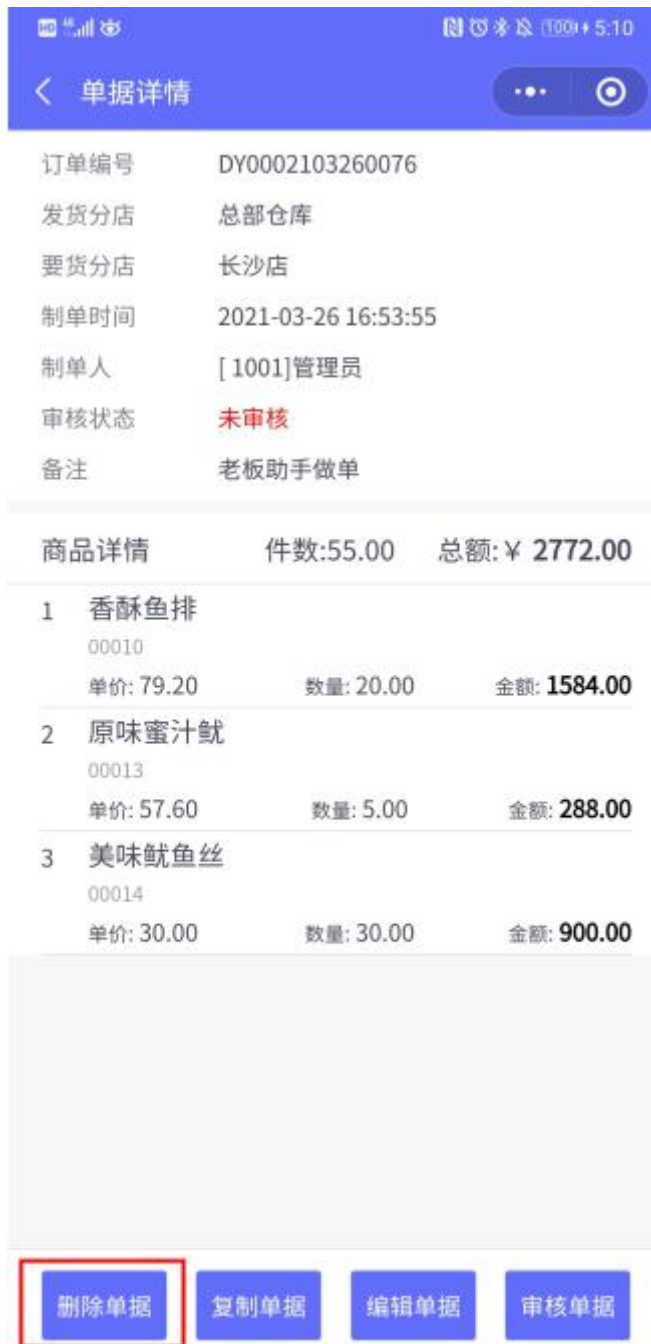 HD 46 100 5:10
单据详情
订单编号 DY0002103260076
发货分店 总部仓库
要货分店 长沙店
制单时间 2021-03-26 16:53:55
制单人 [ 1001]管理员
审核状态 未审核
备注 老板助手做单
商品详情 件数:55.00 总额:¥ 2772.00
1 香酥鱼排
00010
单价: 79.20 数量: 20.00 金额: 1584.00
2 原味蜜汁鱿
00013
单价: 57.60 数量: 5.00 金额: 288.00
3 美味鱿鱼丝
00014
单价: 30.00 数量: 30.00 金额: 900.00
删除单据 复制单据 编辑单据 审核单据